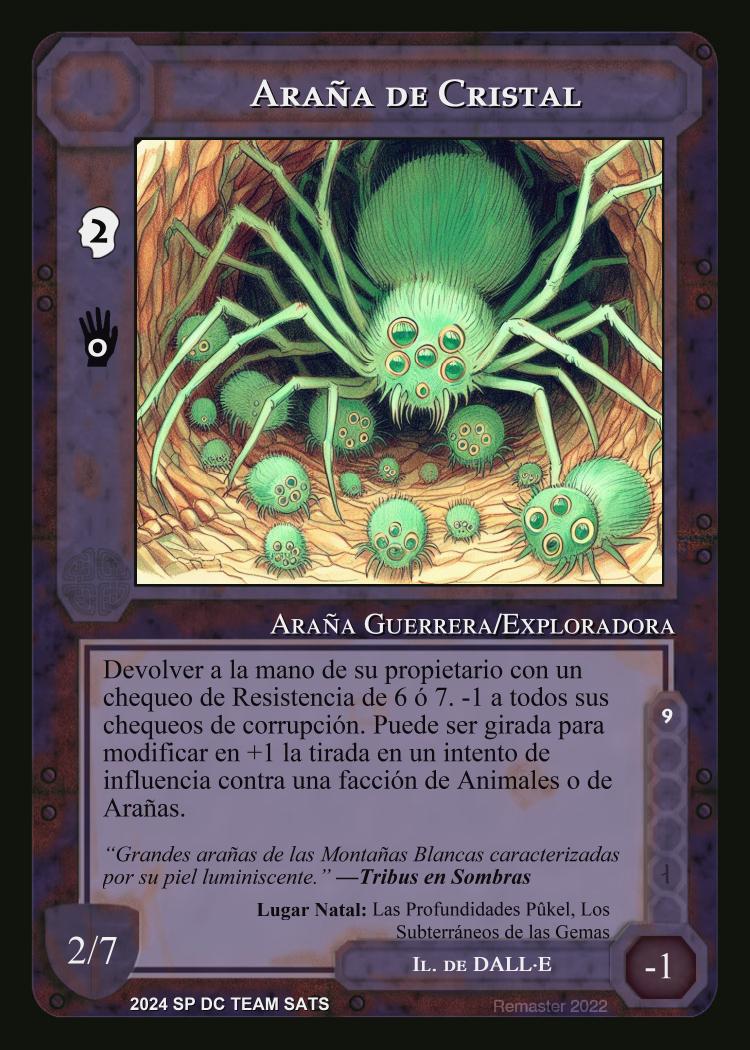 Araña de Cristal
2
0
Araña Guerrera/Exploradora
Devolver a la mano de su propietario con un
chequeo de Resistencia de 6 ó 7. -1 a todos sus
chequeos de corrupción. Puede ser girada para
modificar en +1 la tirada en un intento de
influencia contra una facción de Animales o de
Arañas.
9
“Grandes arañas de las Montañas Blancas caracterizadas
por su piel luminiscente.” —Tribus en Sombras
Lugar Natal: Las Profundidades Pûkel, Los
Subterráneos de las Gemas
2/7
Il. de DALL·E
-1
2024 SP DC TEAM SATS
Remaster 2022